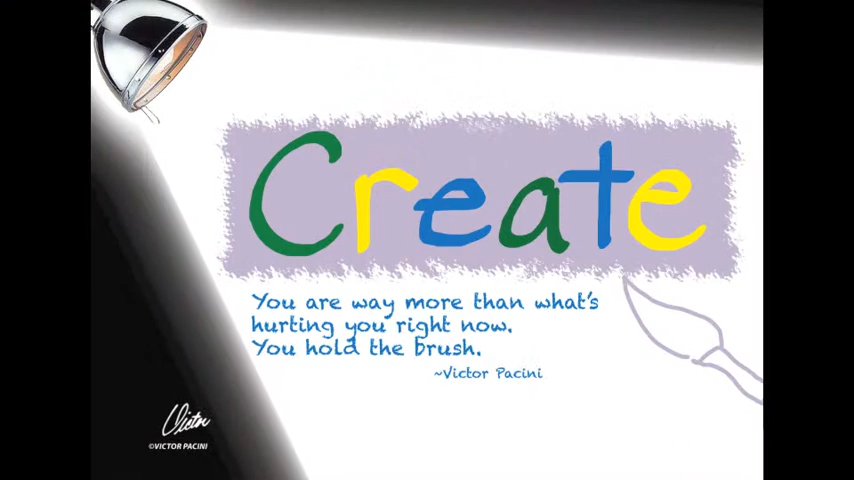 Create
You are way more than what's
hurting you right now.
You hold the brush.
~Victor Pacini
Victor
©VICTOR PACINI